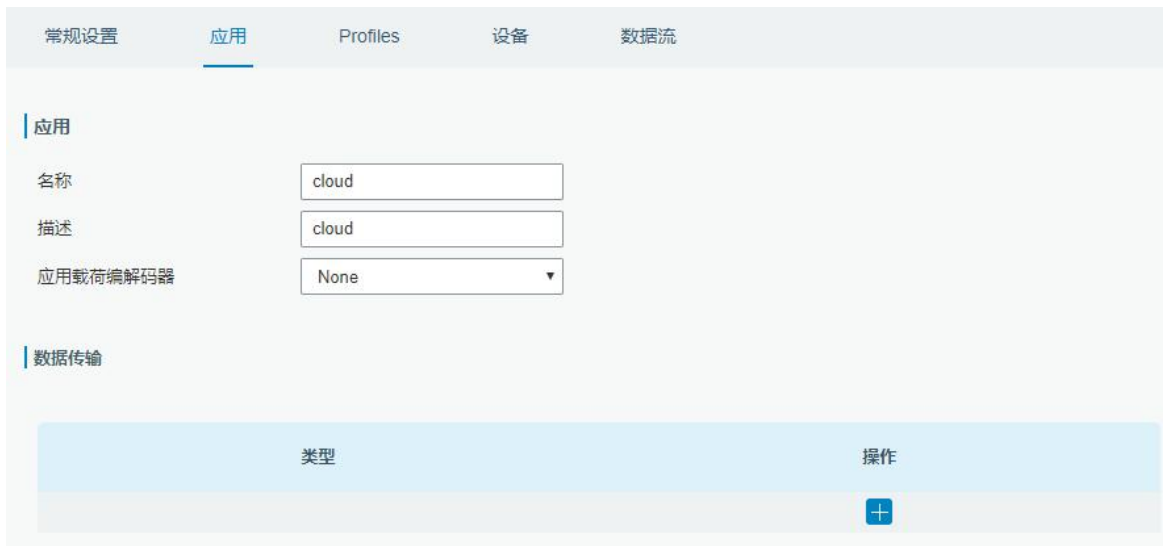 常规设置 应用 Profiles 设备 数据流
应用
名称 cloud
描述 cloud
应用载荷编解码器 None
数据传输
类型 操作